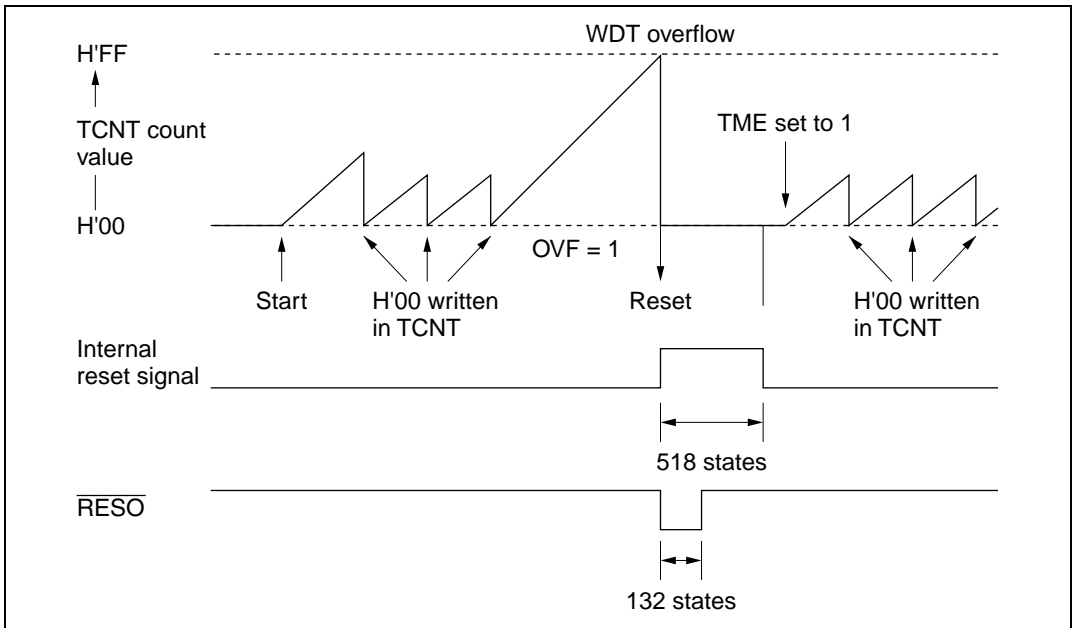 WDT overflow
H'FF
TCNT count
value
TME set to 1
H'00
OVF = 1
Start
H'00 written
in TCNT
Reset
H'00 written
in TCNT
Internal
reset signal
518 states
RESO
132 states